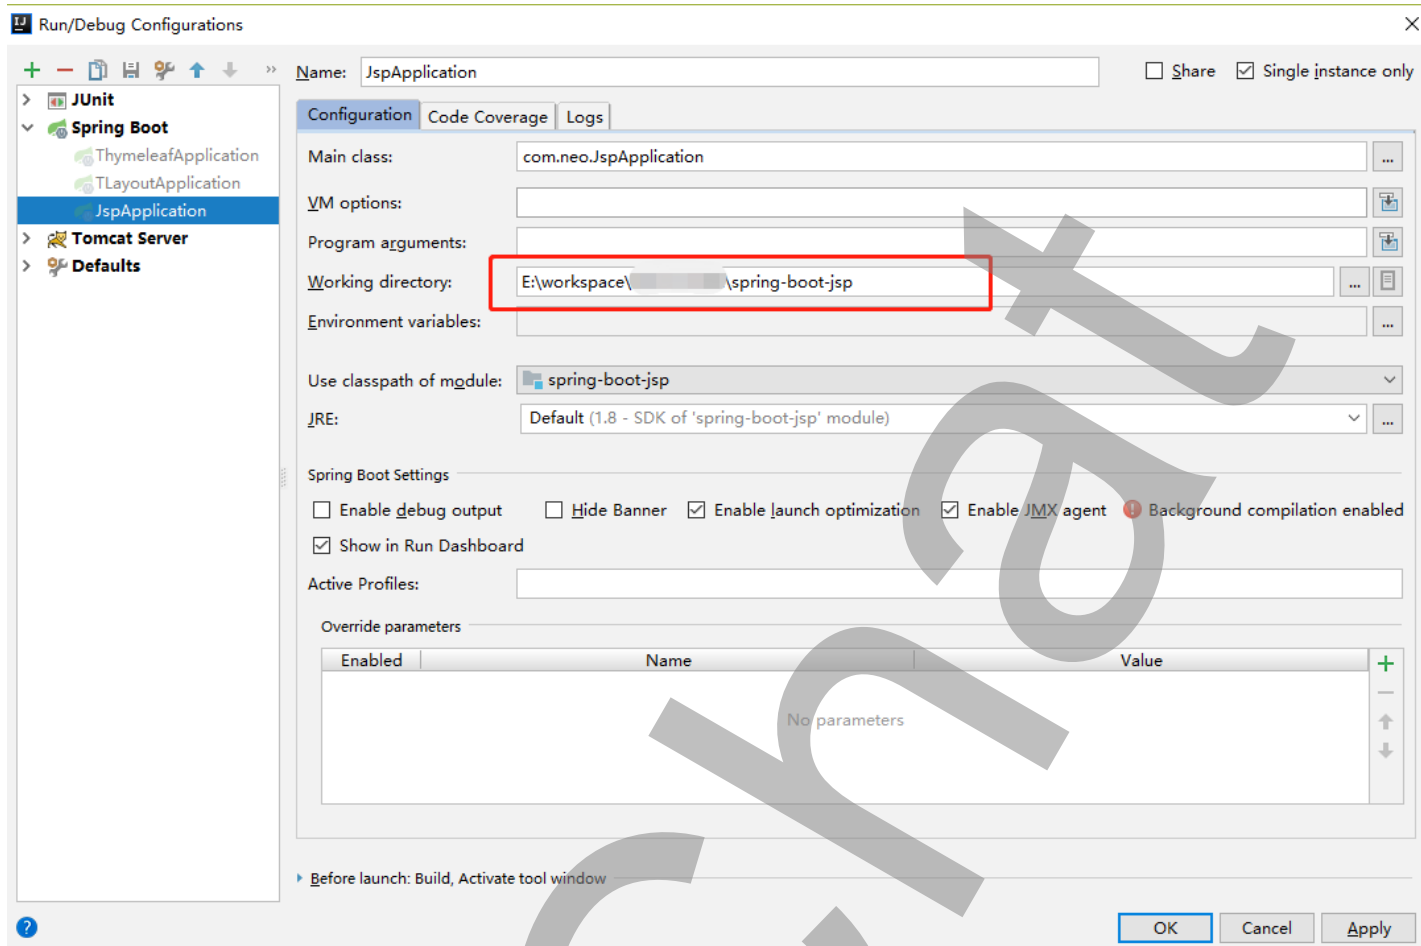 Run/Debug Configurations
Name: JspApplication Share Single instance only
JUnit
Spring Boot
ThymeleafApplication
TLayoutApplication
JspApplication
Tomcat Server
Defaults
Configuration Code Coverage Logs
Main class: com.neo.JspApplication ...
VM options:
Program arguments:
Working directory: E:\workspace\ \spring-boot-jsp ...
Environment variables: ...
Use classpath of module: spring-boot-jsp
JRE: Default (1.8 - SDK of 'spring-boot-jsp' module) ...
Spring Boot Settings
Enable debug output Hide Banner Enable launch optimization Enable JMX agent Background compilation enabled
Show in Run Dashboard
Active Profiles:
Override parameters
Enabled Name Value
No parameters
Before launch: Build, Activate tool window
? OK Cancel Apply
chat